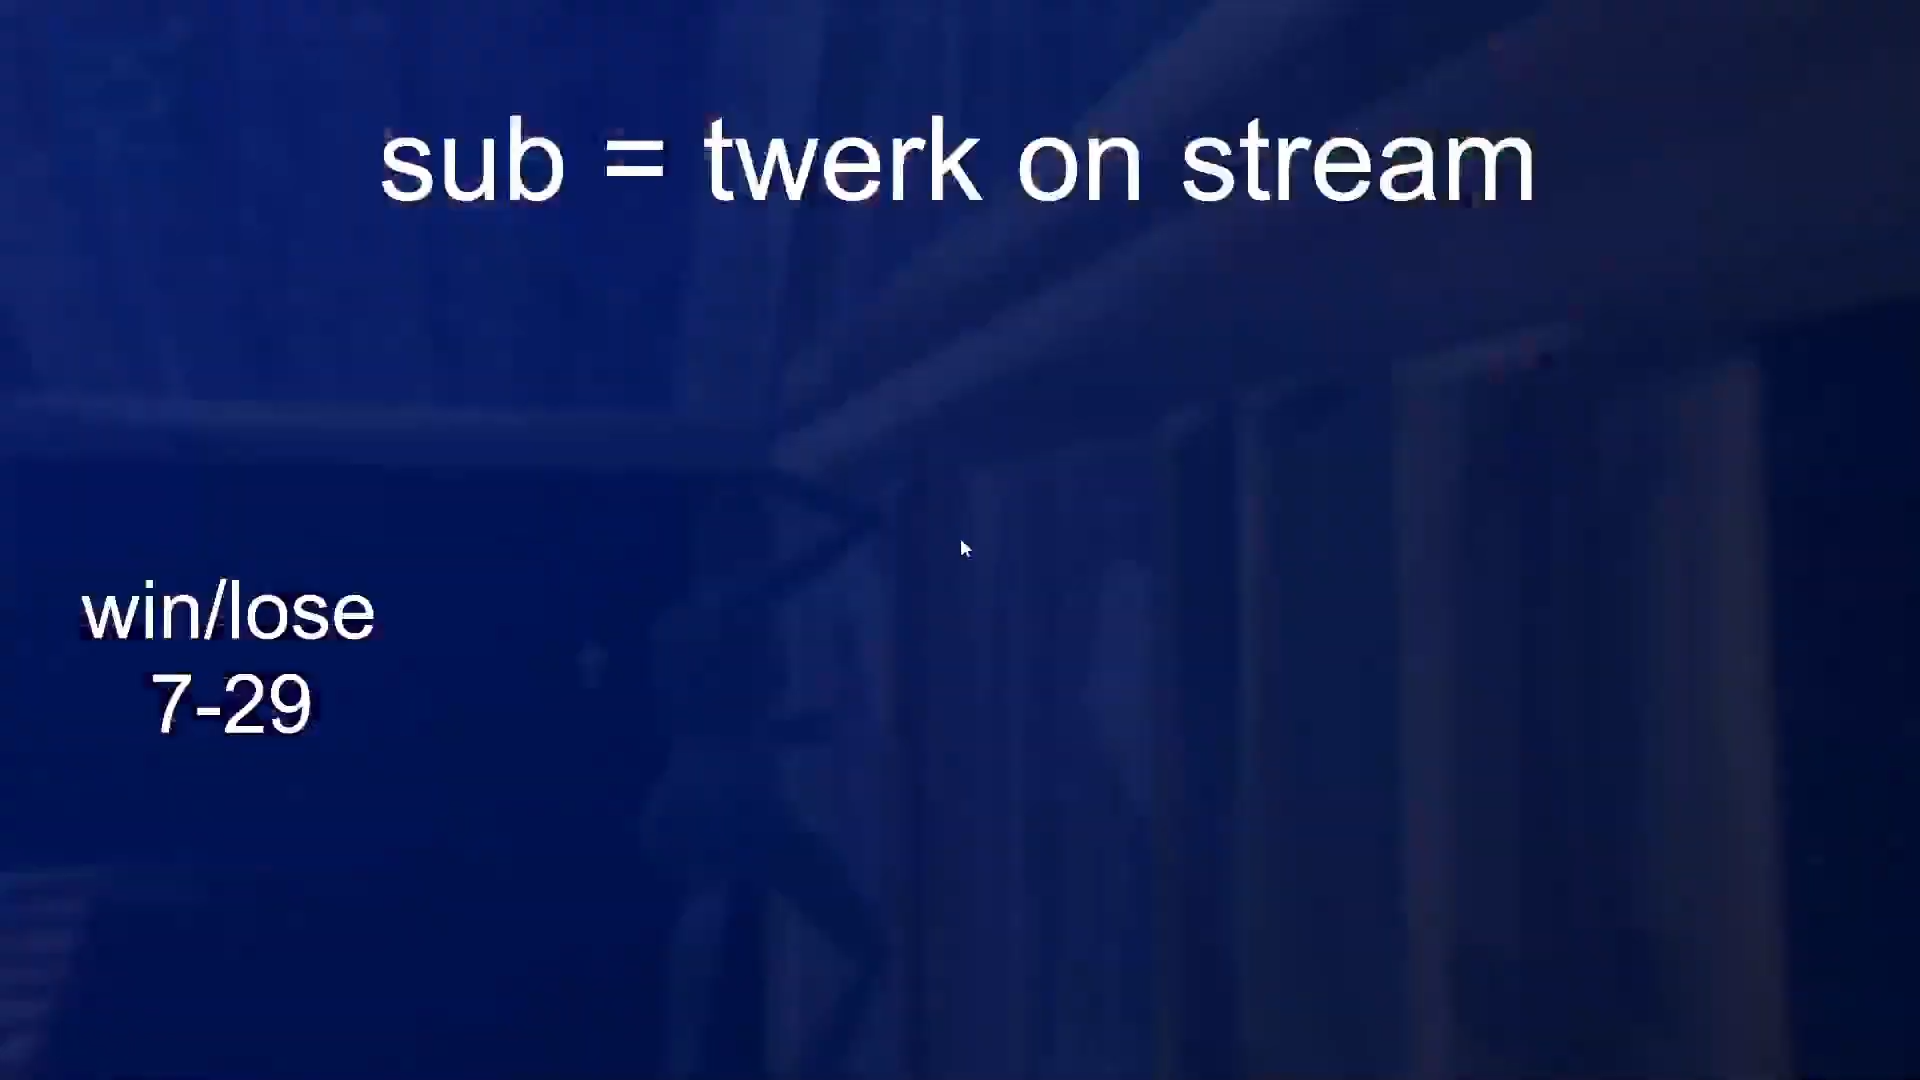 sub = twerk on stream
win/lose
7-29